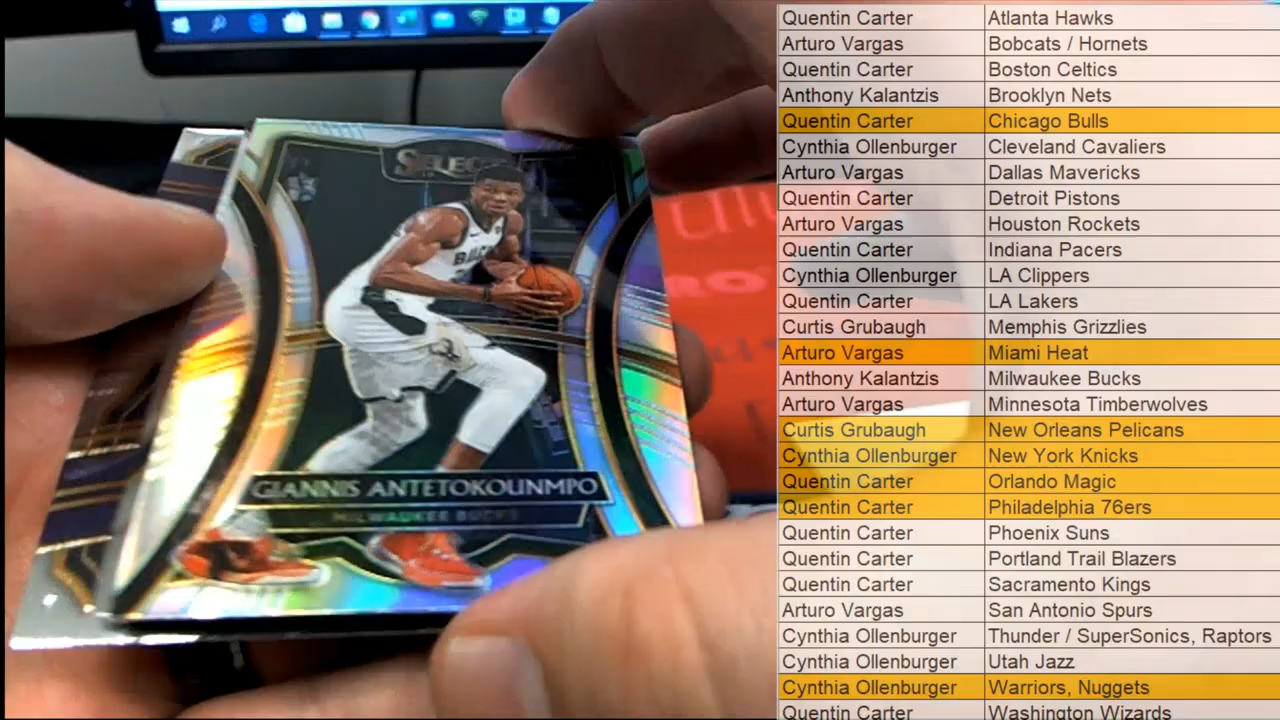 SELECT
BUCKS
GIANNIS ANTETOKOUNMPO
MILWAUKEE BUCKS
Quentin Carter Atlanta Hawks
Arturo Vargas Bobcats / Hornets
Quentin Carter Boston Celtics
Anthony Kalantzis Brooklyn Nets
Quentin Carter Chicago Bulls
Cynthia Ollenburger Cleveland Cavaliers
Arturo Vargas Dallas Mavericks
Quentin Carter Detroit Pistons
Arturo Vargas Houston Rockets
Quentin Carter Indiana Pacers
Cynthia Ollenburger LA Clippers
Quentin Carter LA Lakers
Curtis Grubaugh Memphis Grizzlies
Arturo Vargas Miami Heat
Anthony Kalantzis Milwaukee Bucks
Arturo Vargas Minnesota Timberwolves
Curtis Grubaugh New Orleans Pelicans
Cynthia Ollenburger New York Knicks
Quentin Carter Orlando Magic
Quentin Carter Philadelphia 76ers
Quentin Carter Phoenix Suns
Quentin Carter Portland Trail Blazers
Quentin Carter Sacramento Kings
Arturo Vargas San Antonio Spurs
Cynthia Ollenburger Thunder / SuperSonics, Raptors
Cynthia Ollenburger Utah Jazz
Cynthia Ollenburger Warriors, Nuggets
Quentin Carter Washington Wizards